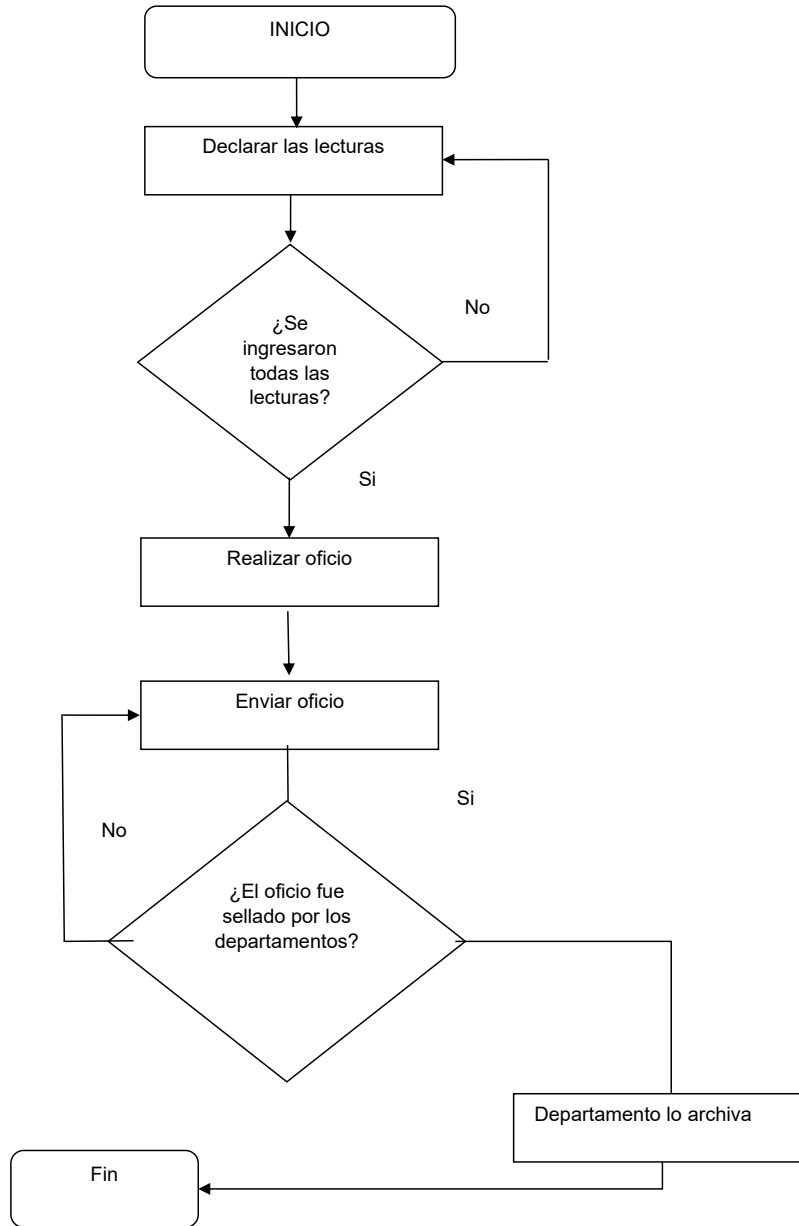 INICIO
Declarar las lecturas
No
¿Se
ingresaron
todas las
lecturas?
Si
Realizar oficio
Enviar oficio
Si
No
¿El oficio fue
sellado por los
departamentos?
Departamento lo archiva
Fin